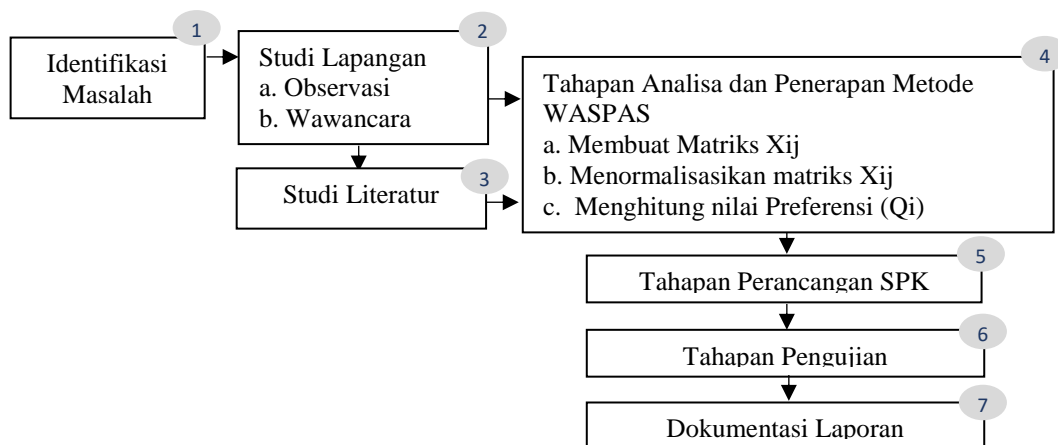 1
Identifikasi
Masalah
2
Studi Lapangan
a. Observasi
b. Wawancara
3
Studi Literatur
4
Tahapan Analisa dan Penerapan Metode
WASPAS
a. Membuat Matriks Xij
b. Menormalisasikan matriks Xij
c. Menghitung nilai Preferensi (Qi)
5
Tahapan Perancangan SPK
6
Tahapan Pengujian
7
Dokumentasi Laporan